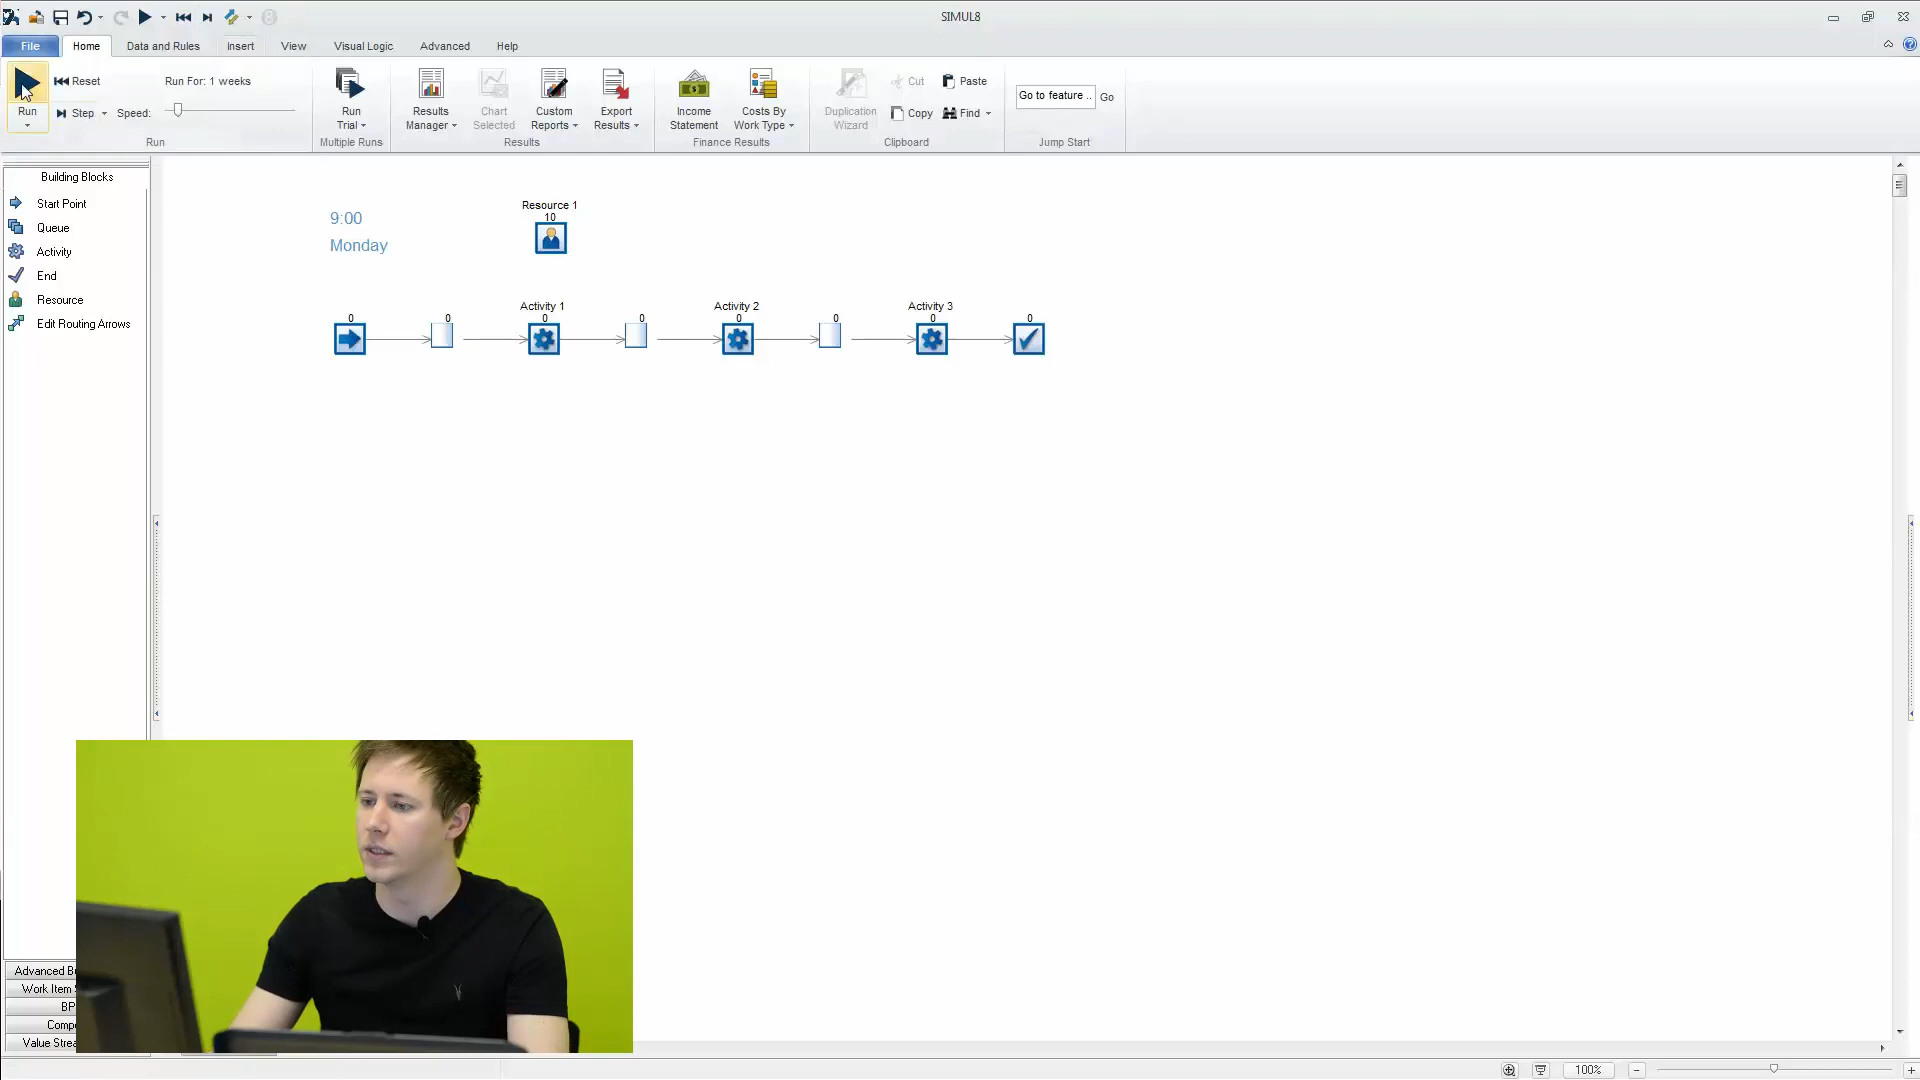 SIMUL8
File Home Data and Rules Insert View Visual Logic Advanced Help
Run
Reset
Step
Run For: 1 weeks
Speed:
Run
Run Trial
Multiple Runs
Results Manager
Chart Selected
Custom Reports
Export Results
Results
Income Statement
Costs By Work Type
Finance Results
Duplication Wizard
Cut
Copy
Paste
Find
Clipboard
Go to feature ..
Go
Jump Start
Building Blocks
Start Point
Queue
Activity
End
Resource
Edit Routing Arrows
9:00
Monday
Resource 1
10
Activity 1 Activity 2 Activity 3
0 0 0 0 0 0 0 0
Advanced B
Work Item
BP
Comp
Value Strea
100%